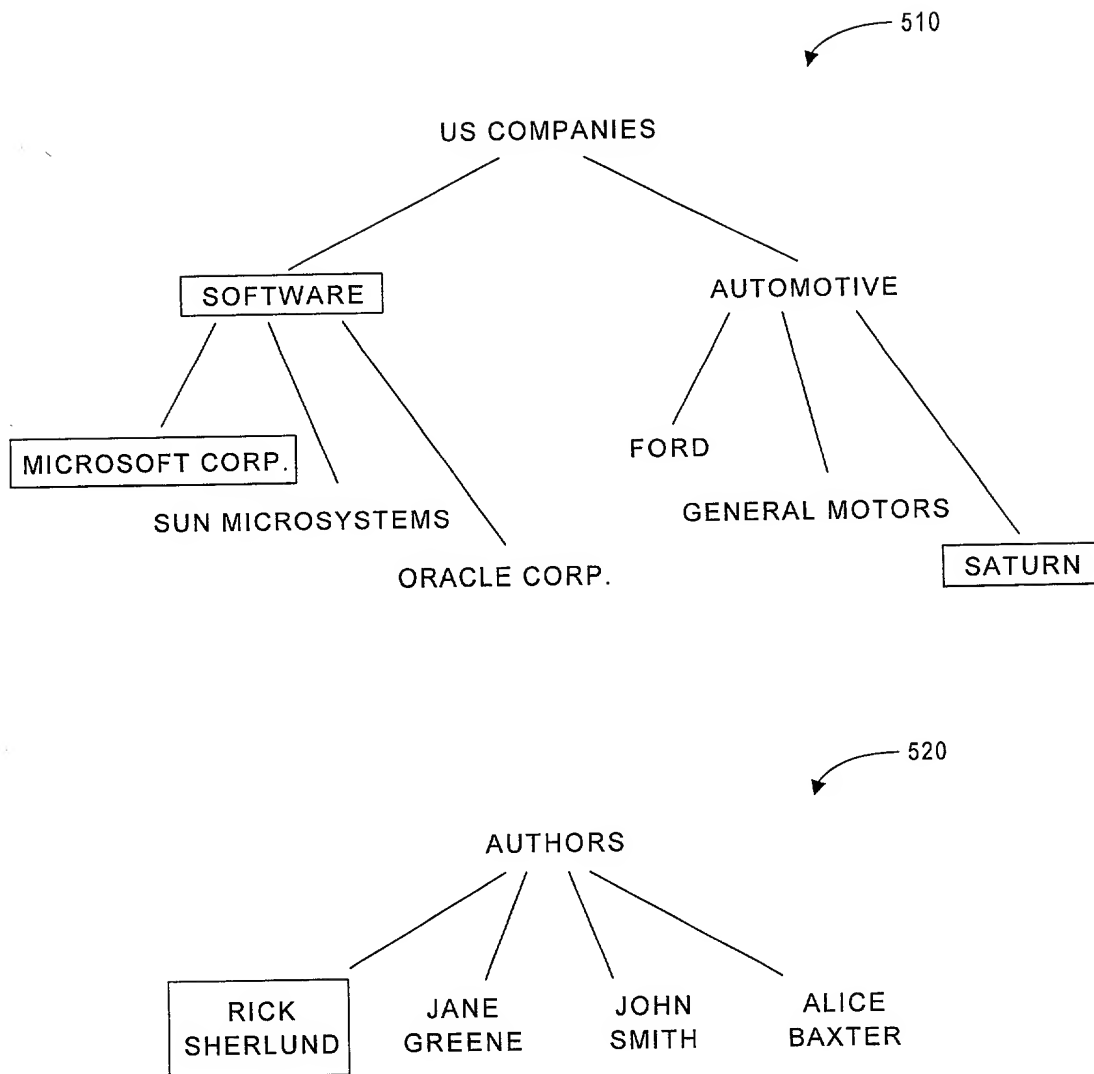 510
US COMPANIES
SOFTWARE
AUTOMOTIVE
MICROSOFT CORP.
SUN MICROSYSTEMS
ORACLE CORP.
FORD
GENERAL MOTORS
SATURN
520
AUTHORS
RICK
SHERLUND
JANE
GREENE
JOHN
SMITH
ALICE
BAXTER